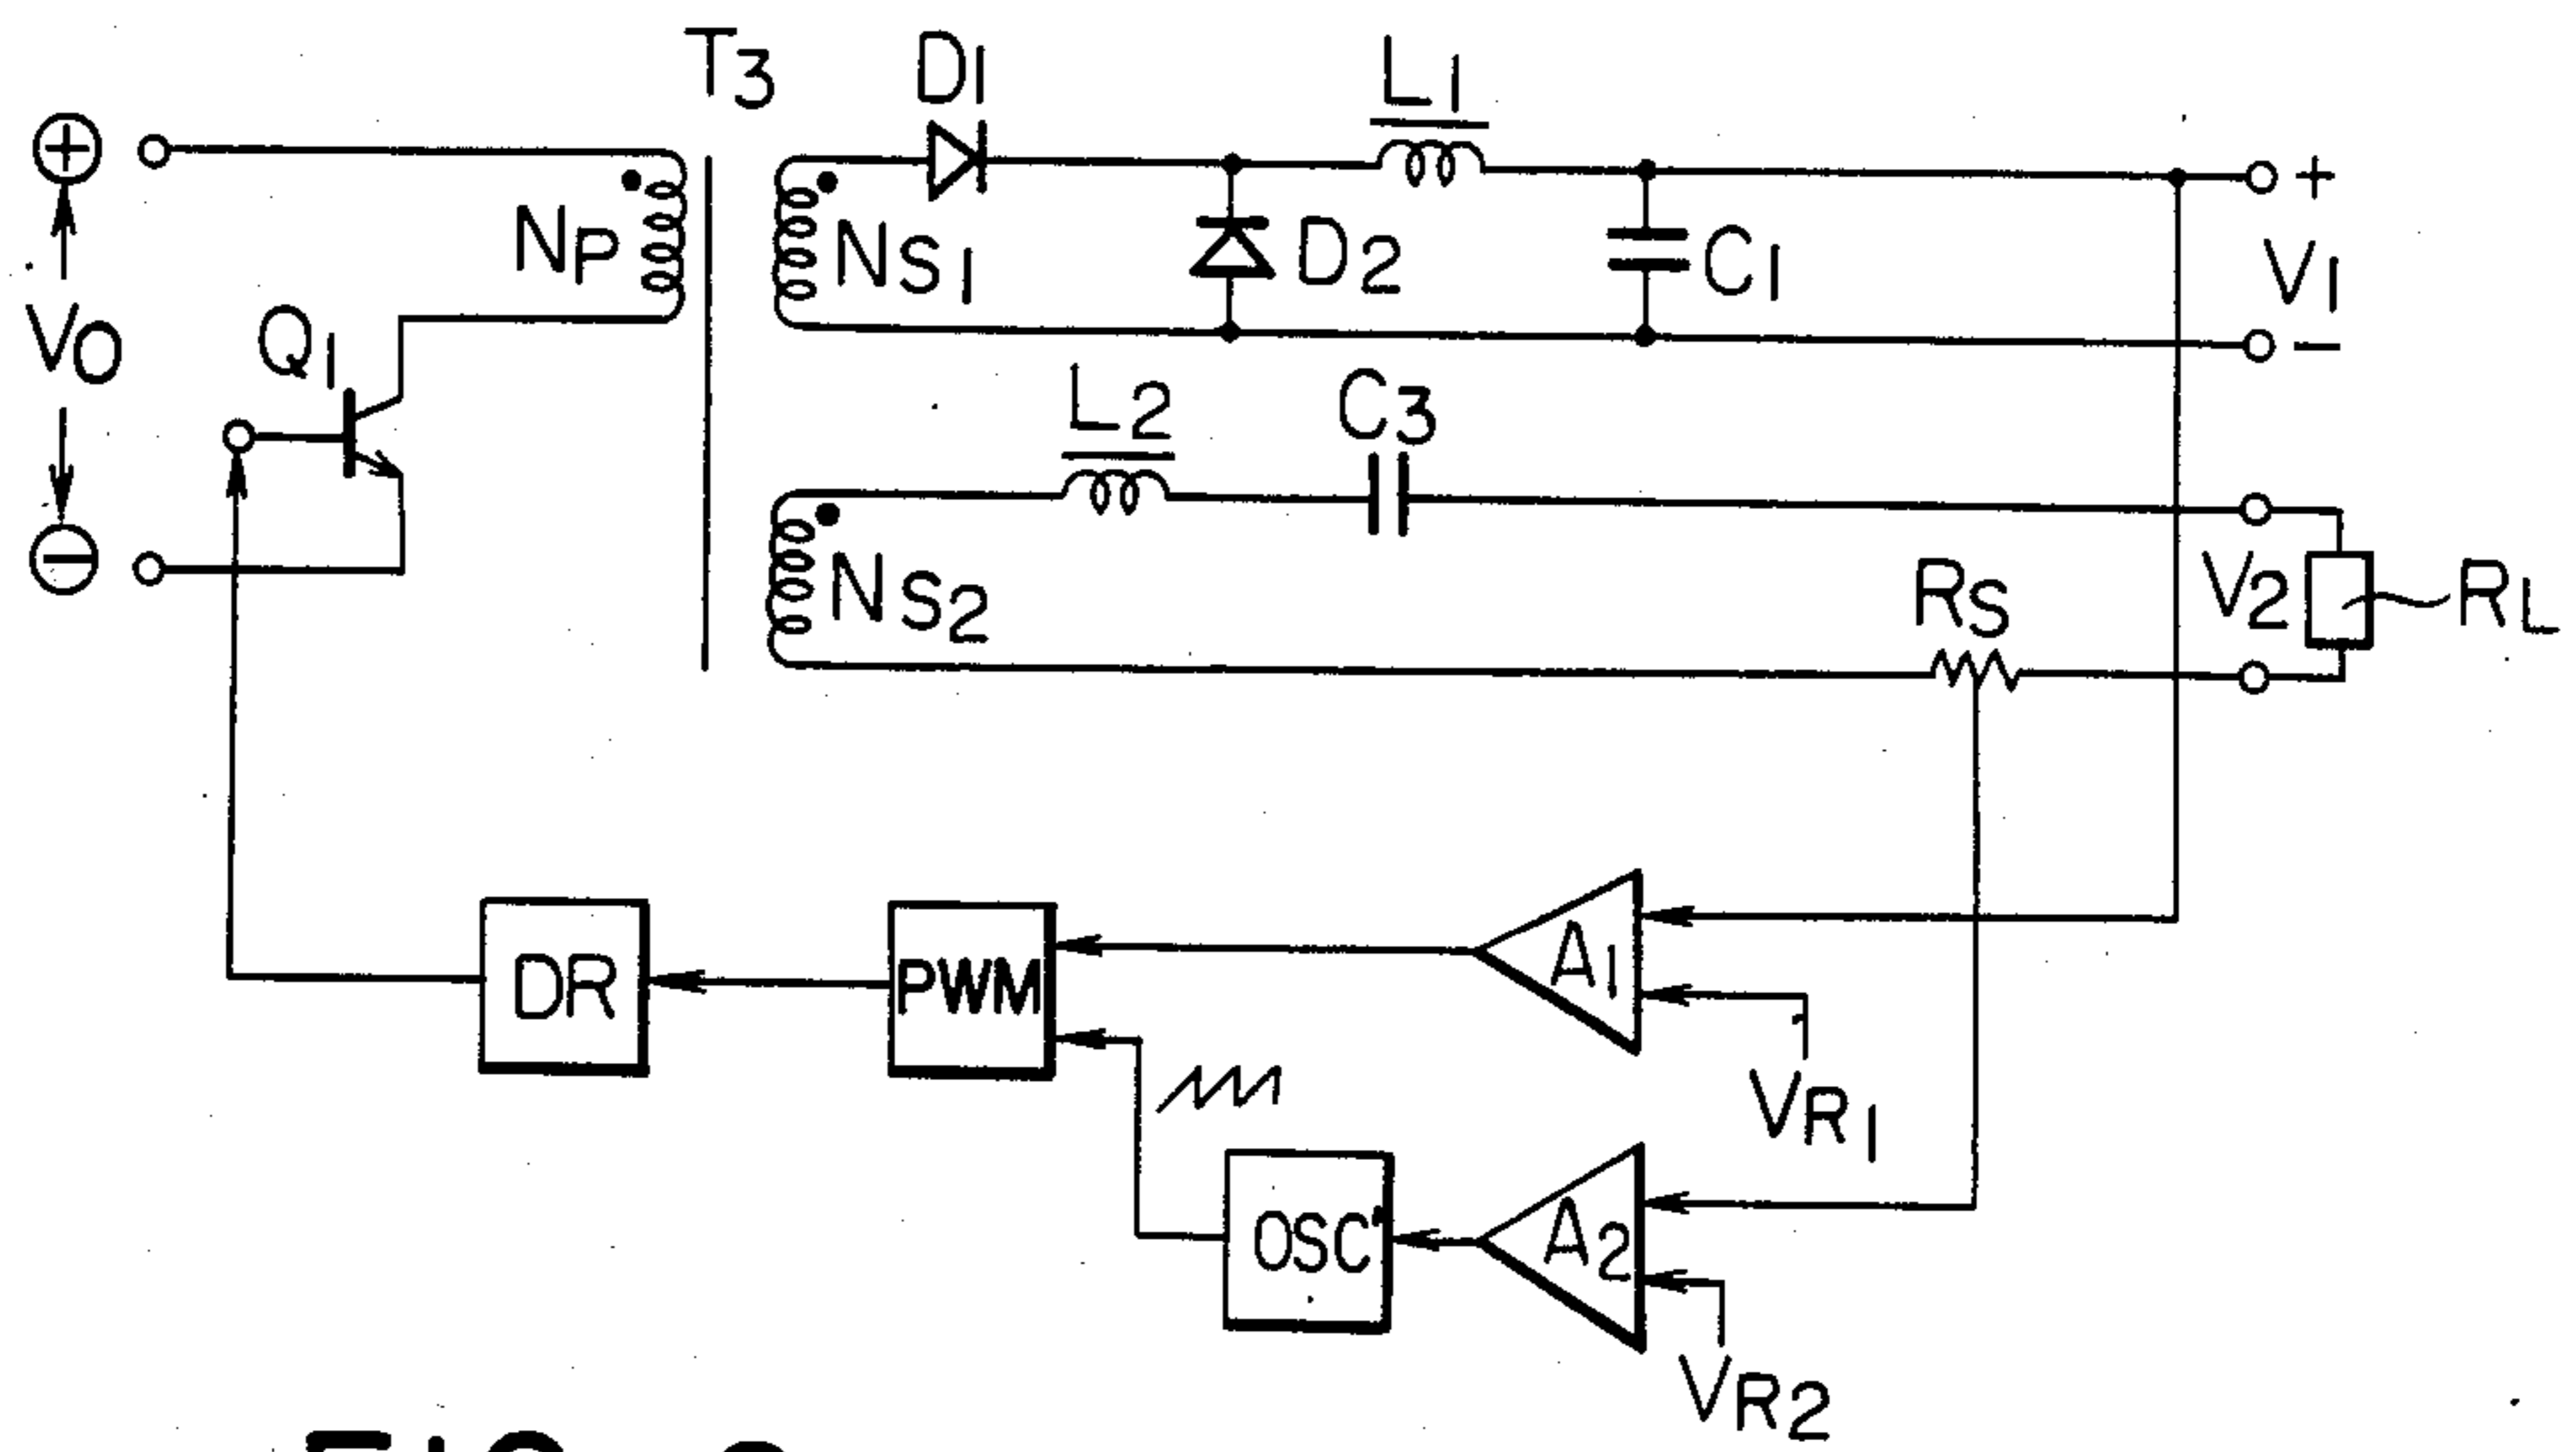 T3
D1
L1
+
+
NP
NS1
D2
C1
V1
VO
Q1
-
L2
C3
-
NS2
RS
V2
RL
DR
PWM
A1
VR1
OSC'
A2
VR2